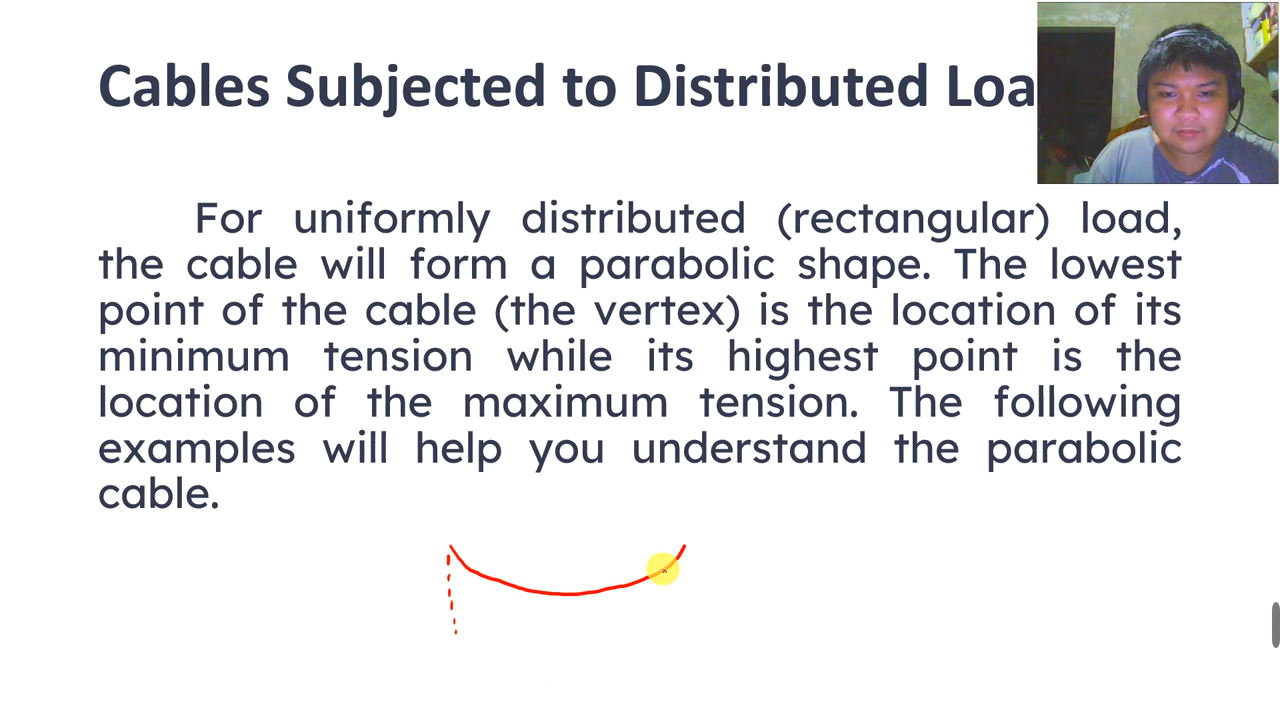 Cables Subjected to Distributed Loa
For uniformly distributed (rectangular) load,
the cable will form a parabolic shape. The lowest
point of the cable (the vertex) is the location of its
minimum tension while its highest point is the
location of the maximum tension. The following
examples will help you understand the parabolic
cable.